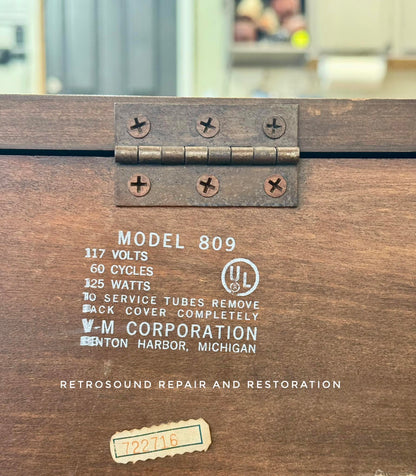 MODEL 809
117 VOLTS
60 CYCLES
125 WATTS
UL
TO SERVICE TUBES REMOVE
BACK COVER COMPLETELY
V-M CORPORATION
BENTON HARBOR, MICHIGAN
RETROSOUND REPAIR AND RESTORATION
722716